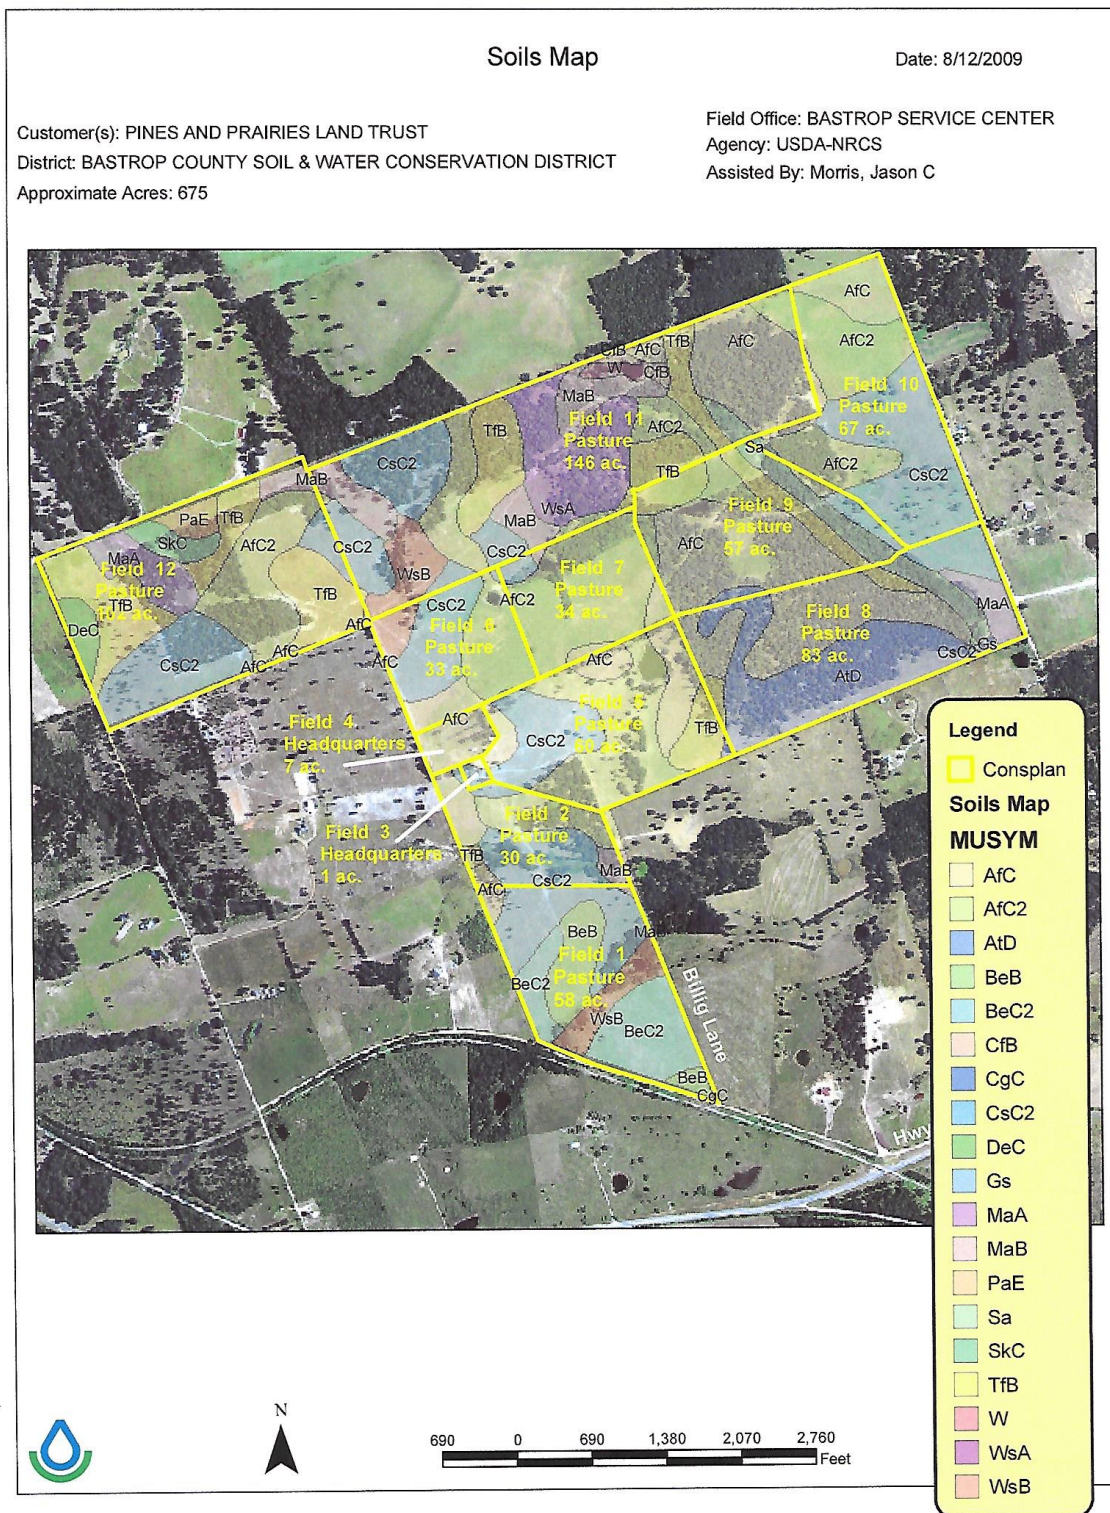 Soils Map
Date: 8/12/2009
Customer(s): PINES AND PRAIRIES LAND TRUST
District: BASTROP COUNTY SOIL & WATER CONSERVATION DISTRICT
Approximate Acres: 675
Field Office: BASTROP SERVICE CENTER
Agency: USDA-NRCS
Assisted By: Morris, Jason C
AfC
AfC2
Field 10
Pasture
67 ac.
CsC2
AfC2
AfC
TfB
AfC
CfB
W
CfB
MaB
Field 11
Pasture
146 ac.
AfC2
TfB
Sa
TfB
WsA
MaB
CsC2
CsC2
MaB
CsC2
WsB
PaE
TfB
SkC
AfC2
MaA
Field 12
Pasture
102 ac.
TfB
TfB
DeC
CsC2
AfC
AfC
AfC
AfC
CsC2
Field 6
Pasture
33 ac.
AfC2
Field 7
Pasture
34 ac.
AfC
Field 9
Pasture
57 ac.
Field 8
Pasture
83 ac.
AtD
MaA
Gs
CsC2
AfC
AfC
Field 5
Pasture
60 ac.
CsC2
TfB
Field 4
Headquarters
7 ac.
Field 3
Headquarters
1 ac.
Field 2
Pasture
30 ac.
TfB
MaB
CsC2
AfC
BeB
MaB
Field 1
Pasture
58 ac.
BeC2
WsB
BeC2
BeB
CgC
Billig Lane
Hwy
Legend
Consplan
Soils Map
MUSYM
AfC
AfC2
AtD
BeB
BeC2
CfB
CgC
CsC2
DeC
Gs
MaA
MaB
PaE
Sa
SkC
TfB
W
WsA
WsB
N
690 0 690 1,380 2,070 2,760
Feet